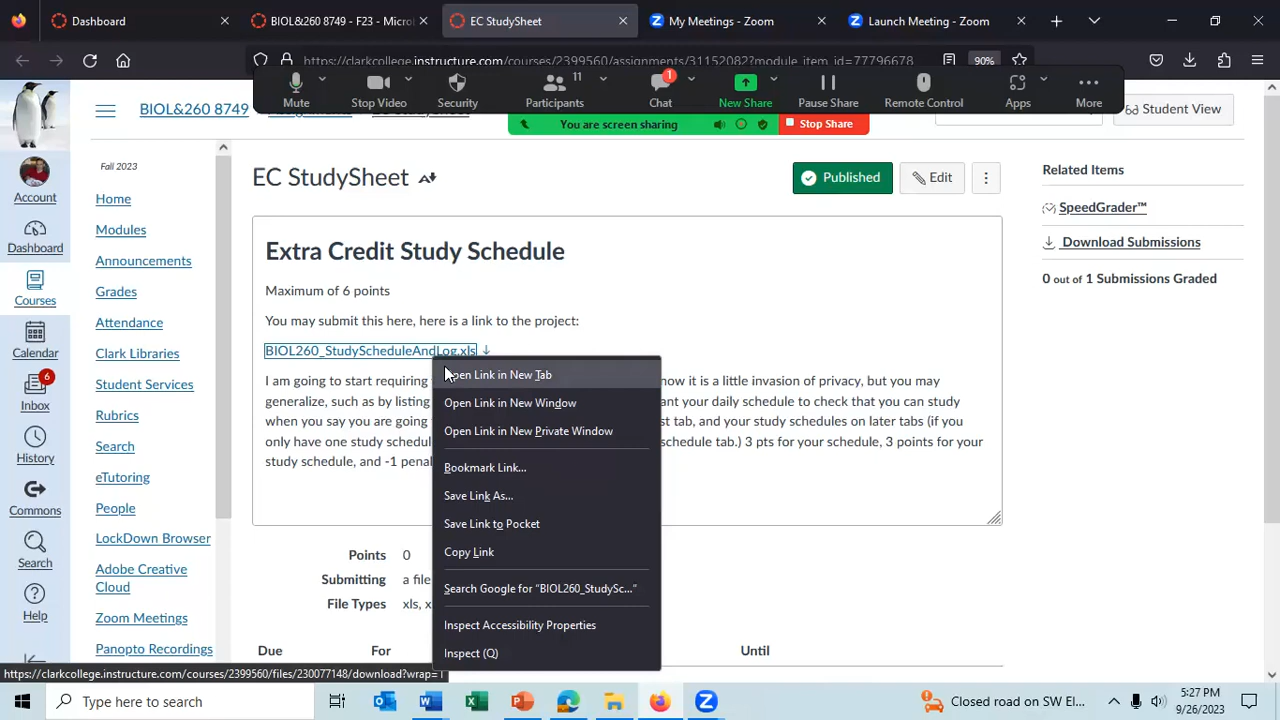 Dashboard
BIOL&260 8749 - F23 - Microl
EC StudySheet
My Meetings - Zoom
Launch Meeting - Zoom
https://clarkcollege.instructure.com/courses/2399560/assignments/31152082?module_item_id=77796678
90%
Mute
Stop Video
Security
11
Participants
1
Chat
New Share
Pause Share
Remote Control
Apps
More
You are screen sharing
Stop Share
BIOL&260 8749
Student View
Account
Dashboard
Courses
Calendar
6
Inbox
History
Commons
Search
Help
Fall 2023
Home
Modules
Announcements
Grades
Attendance
Clark Libraries
Student Services
Rubrics
Search
eTutoring
People
LockDown Browser
Adobe Creative
Cloud
Zoom Meetings
Panopto Recordings
EC StudySheet
Published
Edit
Extra Credit Study Schedule
Maximum of 6 points
You may submit this here, here is a link to the project:
BIOL260_StudyScheduleAndLog.xls
I am going to start requiring now it is a little invasion of privacy, but you may
generalize, such as by listing ant your daily schedule to check that you can study
when you say you are going t tab, and your study schedules on later tabs (if you
only have one study schedul schedule tab.) 3 pts for your schedule, 3 points for your
study schedule, and -1 penal
Open Link in New Tab
Open Link in New Window
Open Link in New Private Window
Bookmark Link...
Save Link As...
Save Link to Pocket
Copy Link
Search Google for "BIOL260_StudySc..."
Inspect Accessibility Properties
Inspect (Q)
Points 0
Submitting a file
File Types xls, x
Due For Until
Related Items
SpeedGrader™
Download Submissions
0 out of 1 Submissions Graded
https://clarkcollege.instructure.com/courses/2399560/files/230077148/download?wrap=1
Type here to search
Closed road on SW El...
5:27 PM
9/26/2023